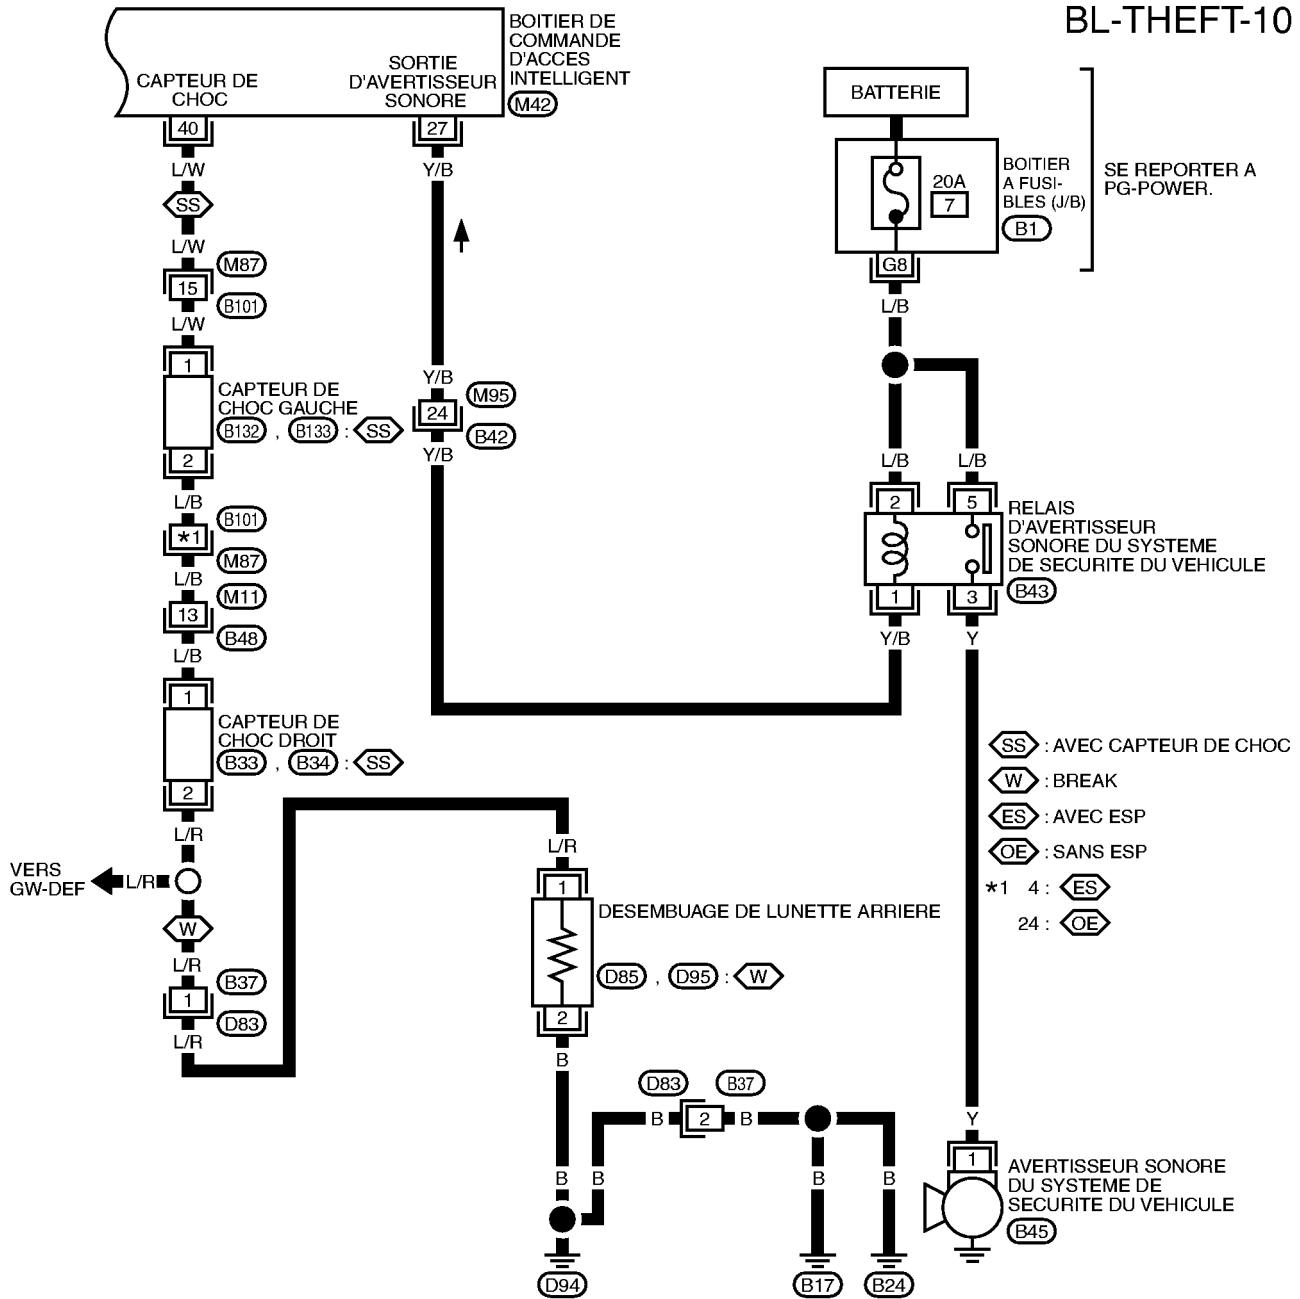 BL-THEFT-10
BOITIER DE
COMMANDE
D'ACCES
INTELLIGENT
M42
CAPTEUR DE
CHOC
SORTIE
D'AVERTISSEUR
SONORE
40
27
L/W
Y/B
SS
L/W
M87
15
B101
L/W
1
CAPTEUR DE
CHOC GAUCHE
B132 , B133 : SS
2
L/B
B101
*1
M87
L/B
M11
13
B48
L/B
1
CAPTEUR DE
CHOC DROIT
B33 , B34 : SS
2
L/R
VERS
GW-DEF
L/R
W
L/R
B37
1
D83
L/R
Y/B
M95
24
B42
Y/B
BATTERIE
20A
7
BOITIER
A FUSI-
BLES (J/B)
B1
SE REPORTER A
PG-POWER.
G8
L/B
L/B
L/B
2
5
RELAIS
D'AVERTISSEUR
SONORE DU SYSTEME
DE SECURITE DU VEHICULE
B43
1
3
Y/B
Y
SS : AVEC CAPTEUR DE CHOC
W : BREAK
ES : AVEC ESP
OE : SANS ESP
*1 4 : ES
24 : OE
L/R
1
DESEMBUAGE DE LUNETTE ARRIERE
D85 , D95 : W
2
B
D83
B37
B
2
B
B
B
B
B
D94
B17
B24
Y
1
AVERTISSEUR SONORE
DU SYSTEME DE
SECURITE DU VEHICULE
B45